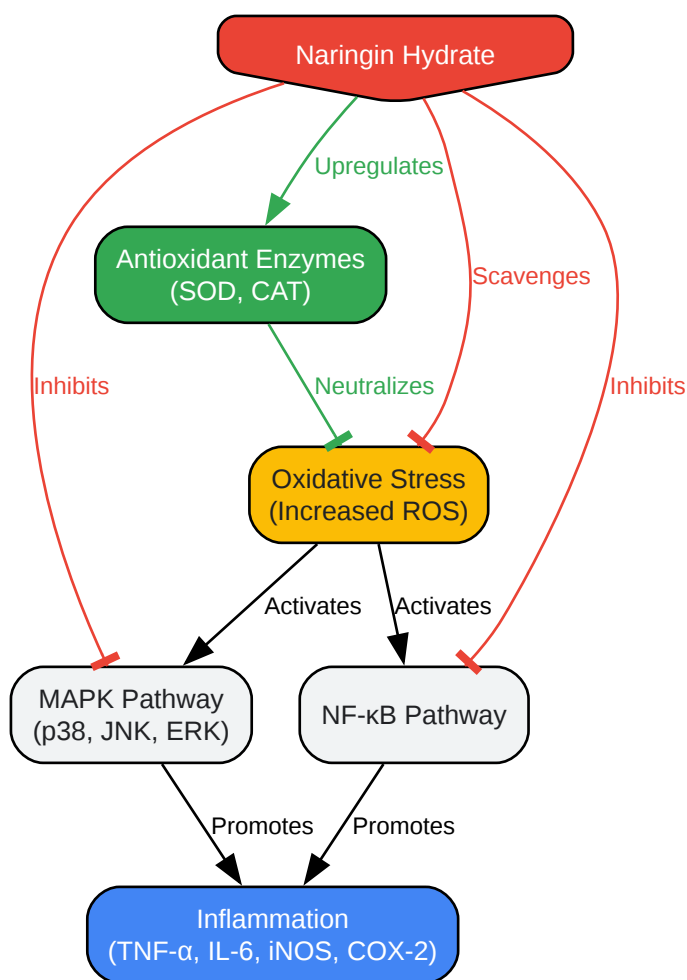 Naringin Hydrate
Upregulates
Antioxidant Enzymes
(SOD, CAT)
Scavenges
Inhibits
Neutralizes
Inhibits
Oxidative Stress
(Increased ROS)
Activates
Activates
MAPK Pathway
(p38, JNK, ERK)
NF-κB Pathway
Promotes
Promotes
Inflammation
(TNF-α, IL-6, iNOS, COX-2)